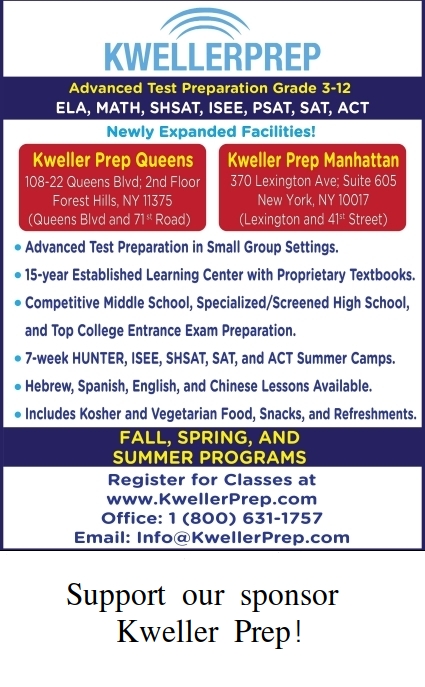 KWELLERPREP
Advanced Test Preparation Grade 3-12
ELA, MATH, SHSAT, ISEE, PSAT, SAT, ACT
Newly Expanded Facilities!
Kweller Prep Queens
108-22 Queens Blvd; 2nd Floor
Forest Hills, NY 11375
(Queens Blvd and 71st Road)
Kweller Prep Manhattan
370 Lexington Ave; Suite 605
New York, NY 10017
(Lexington and 41st Street)
• Advanced Test Preparation in Small Group Settings.
• 15-year Established Learning Center with Proprietary Textbooks.
• Competitive Middle School, Specialized/Screened High School,
and Top College Entrance Exam Preparation.
• 7-week HUNTER, ISEE, SHSAT, SAT, and ACT Summer Camps.
• Hebrew, Spanish, English, and Chinese Lessons Available.
• Includes Kosher and Vegetarian Food, Snacks, and Refreshments.
FALL, SPRING, AND
SUMMER PROGRAMS
Register for Classes at
www.KwellerPrep.com
Office: 1 (800) 631-1757
Email: Info@KwellerPrep.com
Support our sponsor
Kweller Prep!